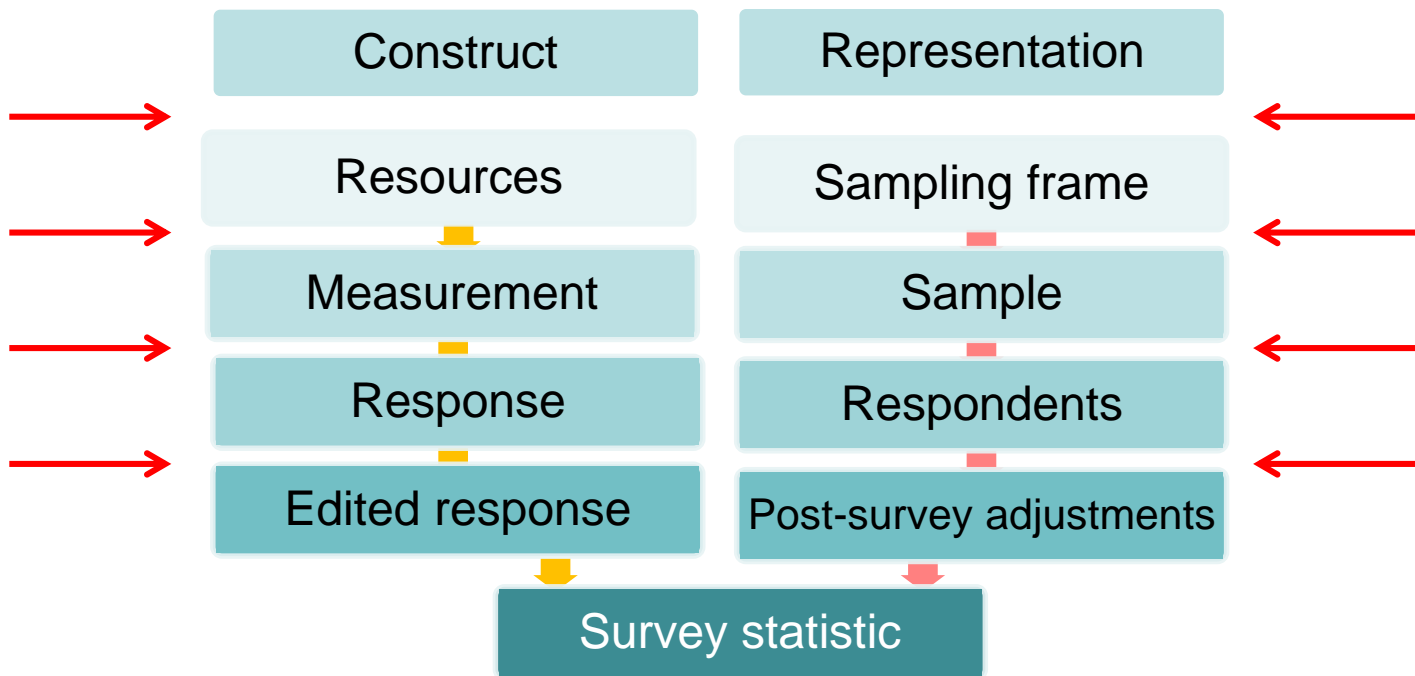 Construct
Representation
Resources
Sampling frame
Measurement
Sample
Response
Respondents
Edited response
Post-survey adjustments
Survey statistic